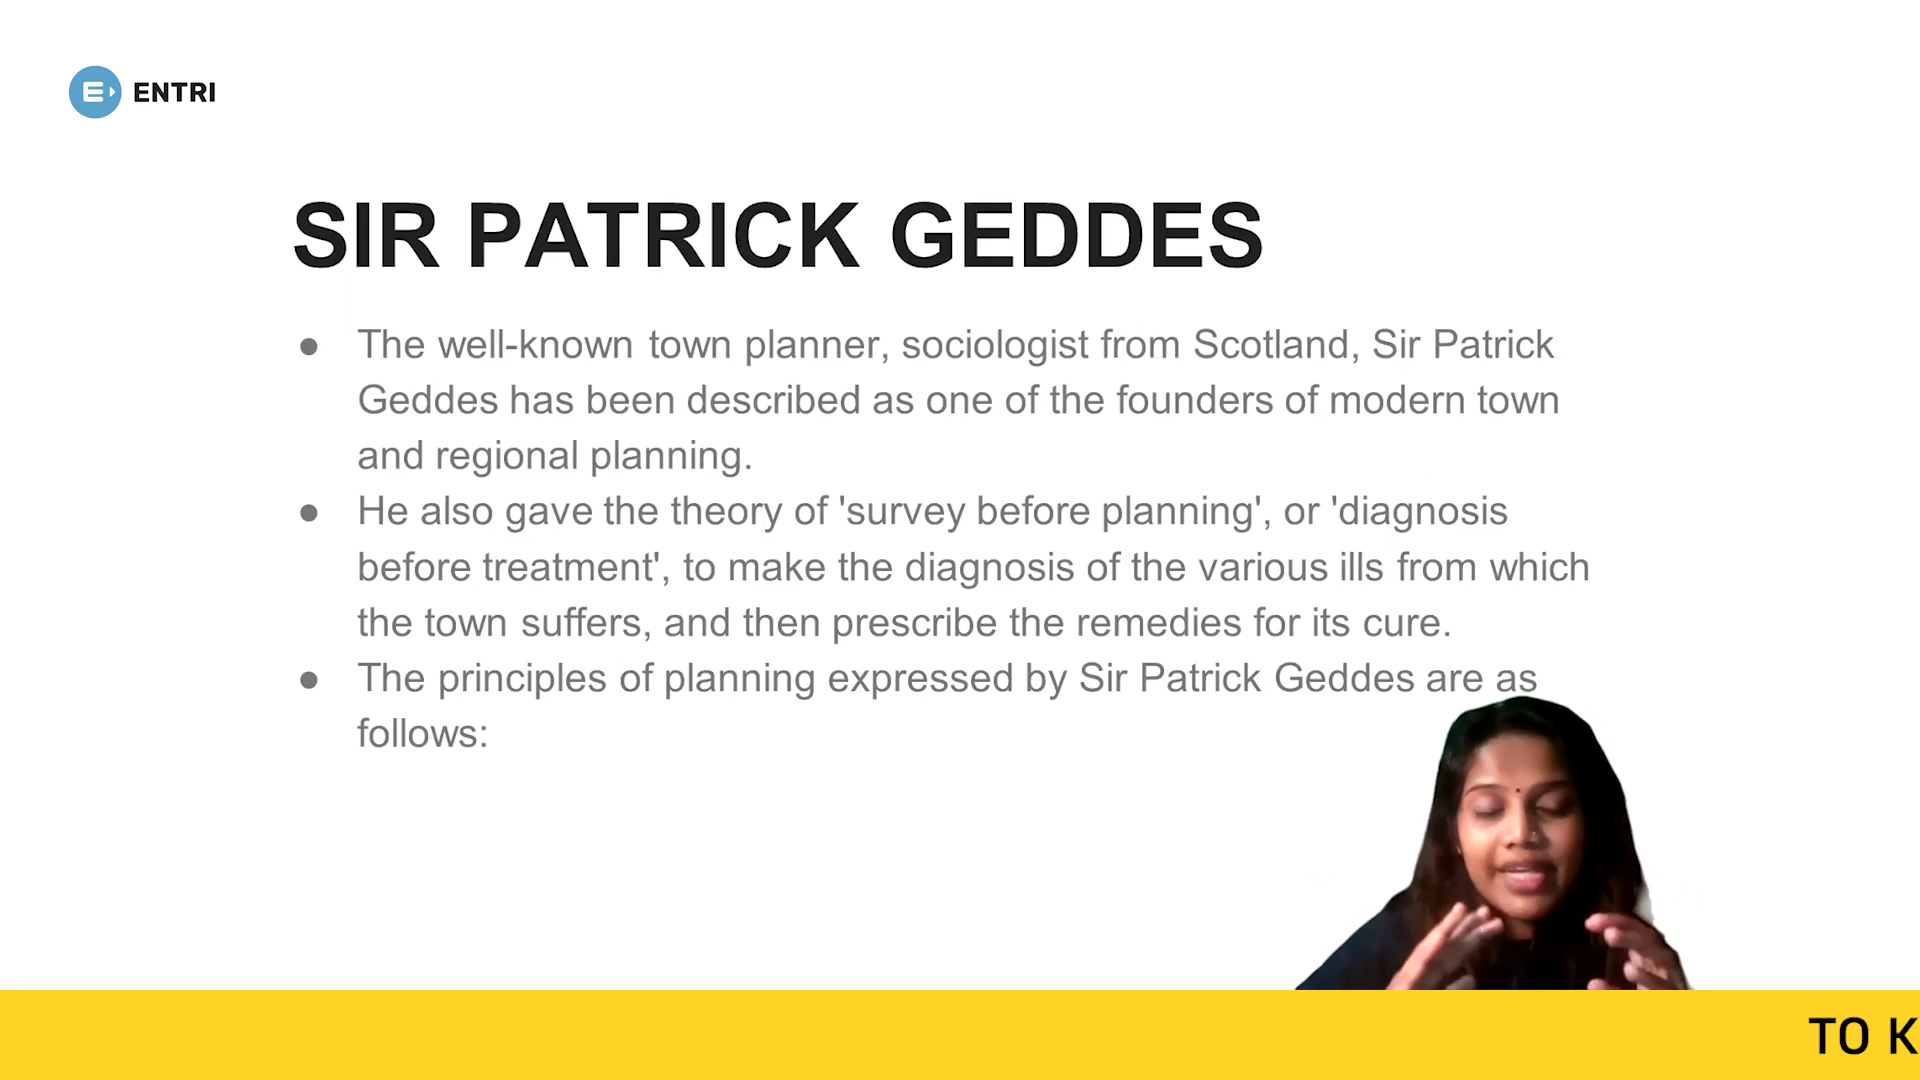 ENTRI
SIR PATRICK GEDDES
● The well-known town planner, sociologist from Scotland, Sir Patrick
Geddes has been described as one of the founders of modern town
and regional planning.
● He also gave the theory of 'survey before planning', or 'diagnosis
before treatment', to make the diagnosis of the various ills from which
the town suffers, and then prescribe the remedies for its cure.
● The principles of planning expressed by Sir Patrick Geddes are as
follows:
TO K